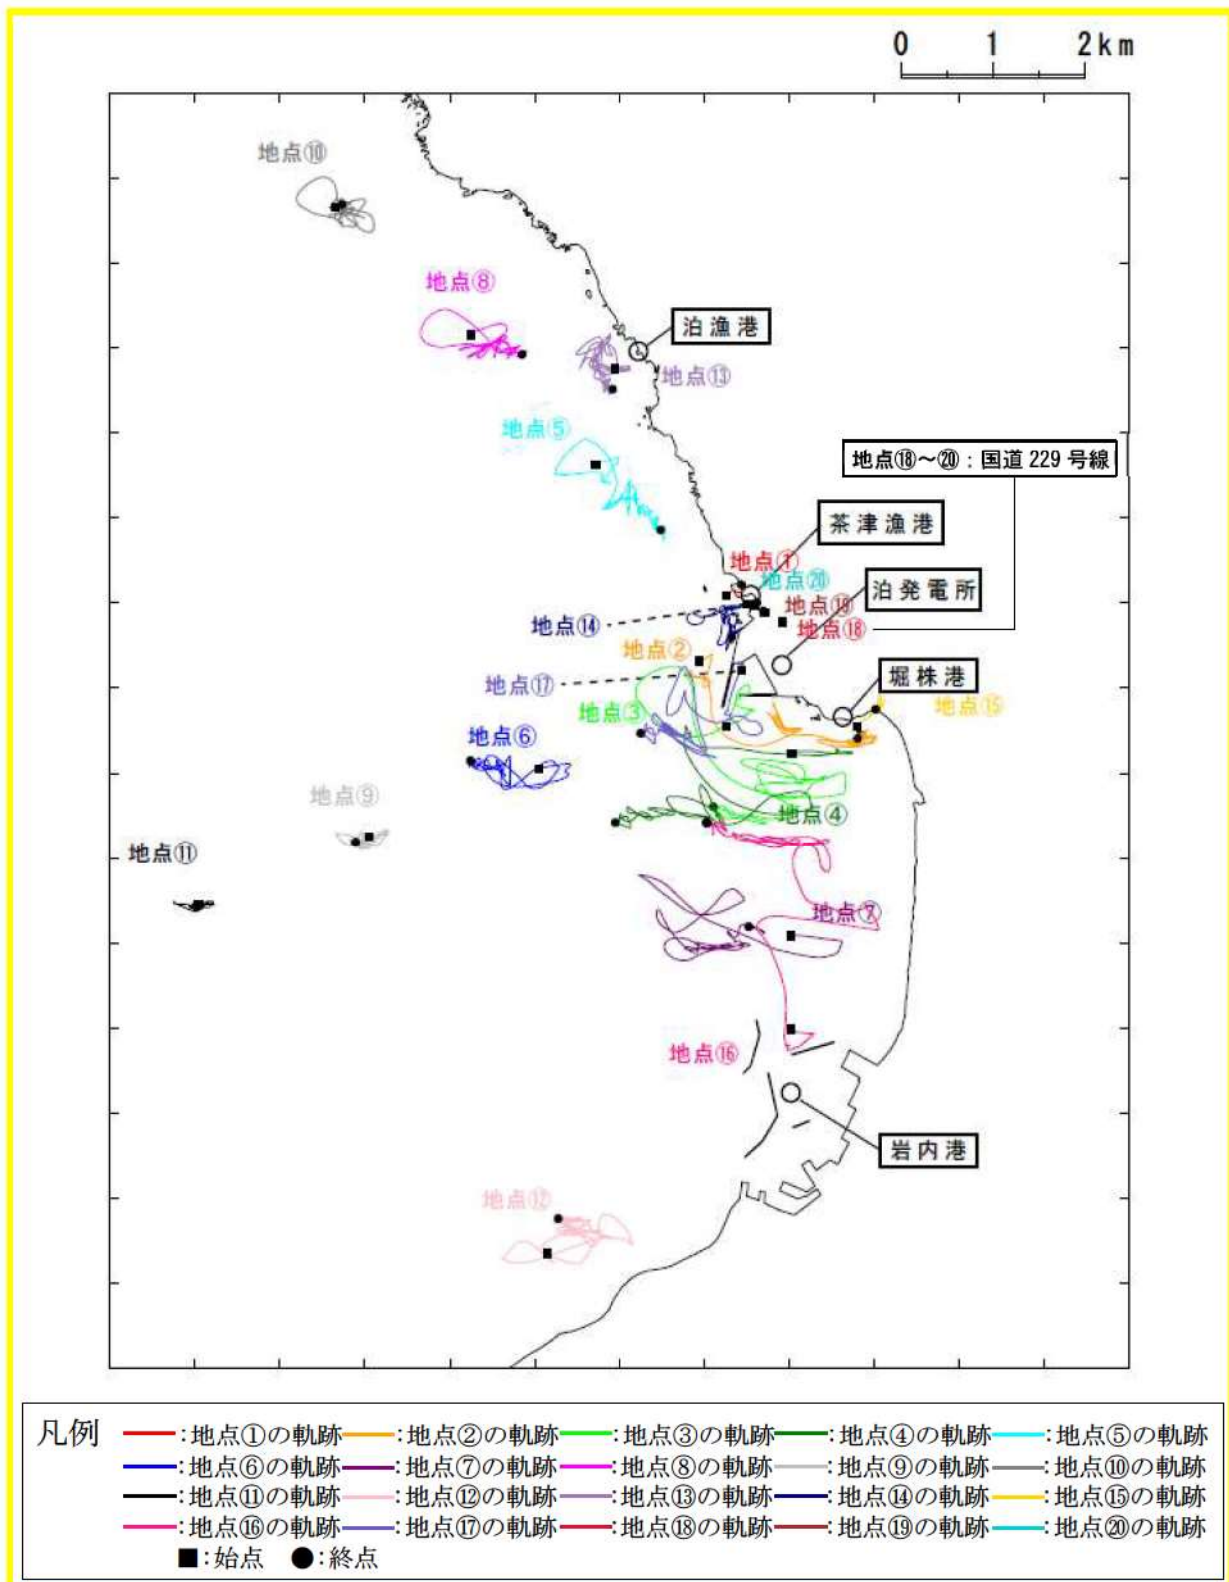 0 1 2km
地点⑩
地点⑧
泊漁港
地点⑬
地点⑤
地点⑱～⑳：国道 229 号線
茶津漁港
地点①
地点⑳
泊発電所
地点⑲
地点⑭
地点⑱
地点②
堀株港
地点⑰
地点⑮
地点③
地点⑥
地点⑨
地点④
地点⑪
地点⑦
地点⑯
岩内港
地点⑫
凡例 ：地点①の軌跡 ：地点②の軌跡 ：地点③の軌跡 ：地点④の軌跡 ：地点⑤の軌跡
：地点⑥の軌跡 ：地点⑦の軌跡 ：地点⑧の軌跡 ：地点⑨の軌跡 ：地点⑩の軌跡
：地点⑪の軌跡 ：地点⑫の軌跡 ：地点⑬の軌跡 ：地点⑭の軌跡 ：地点⑮の軌跡
：地点⑯の軌跡 ：地点⑰の軌跡 ：地点⑱の軌跡 ：地点⑲の軌跡 ：地点⑳の軌跡
■：始点 ●：終点